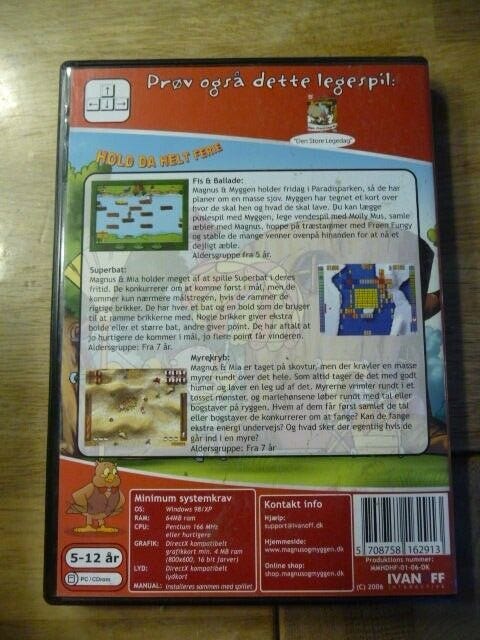 Prøv også dette legespil:
"Den Store Legedag"
HOLD DA HELT FERIE
Fis & Ballade:
Magnus & Myggen holder fridag i Paradisparken, så de har
planer om en masse sjov. Myggen har tegnet et kort over
hvor de skal hen og hvad de skal lave. Du kan lægge
puslespil med Myggen, lege vendespil med Molly Mus, samle
æbler med Magnus, hoppe på træstammer med Frøen Fungy
og stable de mange venner ovenpå hinanden for at nå et
dejligt æble.
Aldersgruppe fra 5 år.
Superbat:
Magnus & Mia holder meget af at spille Superbat i deres
fritid. De konkurrerer om at komme først i mål, men de
kommer kun nærmere målstregen, hvis de rammer de
rigtige brikker. De har hver et bat og en bold som de bruger
til at ramme brikkerne med. Nogle brikker giver ekstra
bolde eller et større bat, andre giver point. De har aftalt at
jo hurtigere de kommer i mål, jo flere point får vinderen.
Aldersgruppe: Fra 7 år.
Myrekryb:
Magnus & Mia er taget på skovtur, men der kravler en masse
myrer rundt over det hele. Som altid tager de det med godt
humør og laver en leg ud af det. Myrerne vrimler rundt i et
tosset mønster, og mariehønsene løber rundt med tal eller
bogstaver på ryggen. Hvem af dem får først samlet de tal
eller bogstaver de konkurrerer om at fange? Kan de fange
ekstra energi undervejs? Og hvad sker der egentlig hvis de
går ind i en myre?
Aldersgruppe: Fra 7 år
5-12 år
PC / CDrom
Minimum systemkrav
OS: Windows 98/XP
RAM: 64MB ram
CPU: Pentium 166 MHz
eller hurtigere
GRAFIK: DirectX kompatibelt
grafikkort min. 4 MB ram
(800x600, 16 bit farver)
LYD: DirectX kompatibelt
lydkort
MANUAL: Installeres sammen med spillet
Kontakt info
Hjælp:
support@ivanoff.dk
Hjemmeside:
www.magnusogmyggen.dk
Online shop:
shop.magnusogmyggen.dk
5 708758 162913
Produktions nummer:
MMHDHF-01-06-DK
IVANOFF
INTERACTIVE
(C) 2006